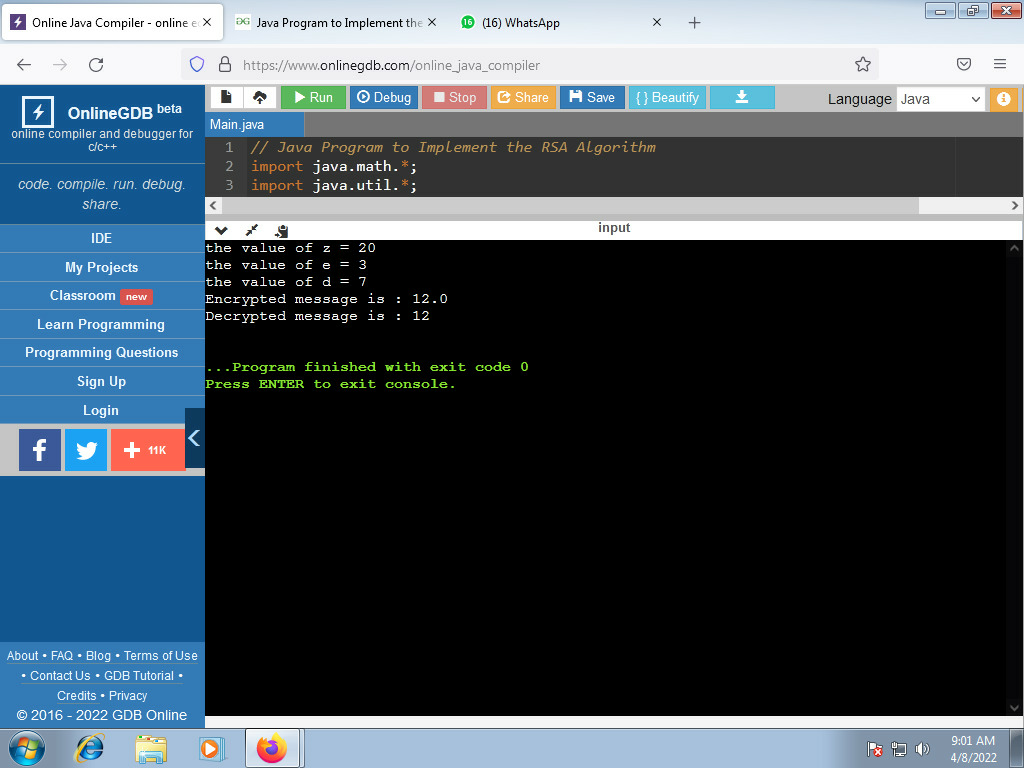 Online Java Compiler - online e
Java Program to Implement the
16
(16) WhatsApp
https://www.onlinegdb.com/online_java_compiler
OnlineGDB beta
online compiler and debugger for
c/c++
code. compile. run. debug.
share.
IDE
My Projects
Classroom new
Learn Programming
Programming Questions
Sign Up
Login
f
11K
About • FAQ • Blog • Terms of Use
• Contact Us • GDB Tutorial •
Credits • Privacy
© 2016 - 2022 GDB Online
Run
Debug
Stop
Share
Save
{ } Beautify
Language Java
Main.java
1 // Java Program to Implement the RSA Algorithm
2 import java.math.*;
3 import java.util.*;
input
the value of z = 20
the value of e = 3
the value of d = 7
Encrypted message is : 12.0
Decrypted message is : 12
...Program finished with exit code 0
Press ENTER to exit console.
9:01 AM
4/8/2022